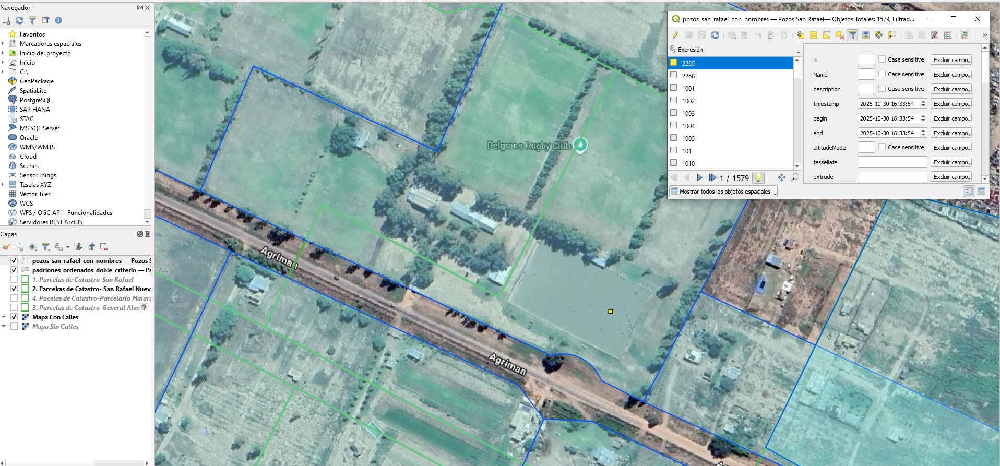 Navegador
Favoritos
Marcadores espaciales
Inicio del proyecto
Inicio
C:\
GeoPackage
SpatiaLite
PostgreSQL
SAP HANA
STAC
MS SQL Server
Oracle
WMS/WMTS
Cloud
Scenes
SensorThings
Teselas XYZ
Vector Tiles
WCS
WFS / OGC API - Funcionalidades
Servidores REST ArcGIS
Capas
pozos_san_rafael_con_nombres — Pozos S
padriones_ordenados_doble_criterio — Pa
1. Parcelas de Catastro-San Rafael
2. Parcekas de Catastro- San Rafael Nuev
4. Pacelas de Catastro-Parcelario Malarg
3. Parcelas de Catastro-General Alve
?
Mapa Con Calles
Mapa Sin Calles
Belgrano Rugby Club
Agriman
Agriman
pozos_san_rafael_con_nombres — Pozos San Rafael— Objetos Totales: 1579, Filtrad...
»
Expresión
2265
2268
1001
1002
1003
1004
1005
101
1010
1 / 1579
Mostrar todos los objetos espaciales
id Case sensitive Excluir campo
Name Case sensitive Excluir campo
description Case sensitive Excluir campo
timestamp 2025-10-30 16:33:54 Excluir campo
begin 2025-10-30 16:33:54 Excluir campo
end 2025-10-30 16:33:54 Excluir campo
altitudeMode Case sensitive Excluir campo
tessellate Excluir campo
extrude Excluir campo